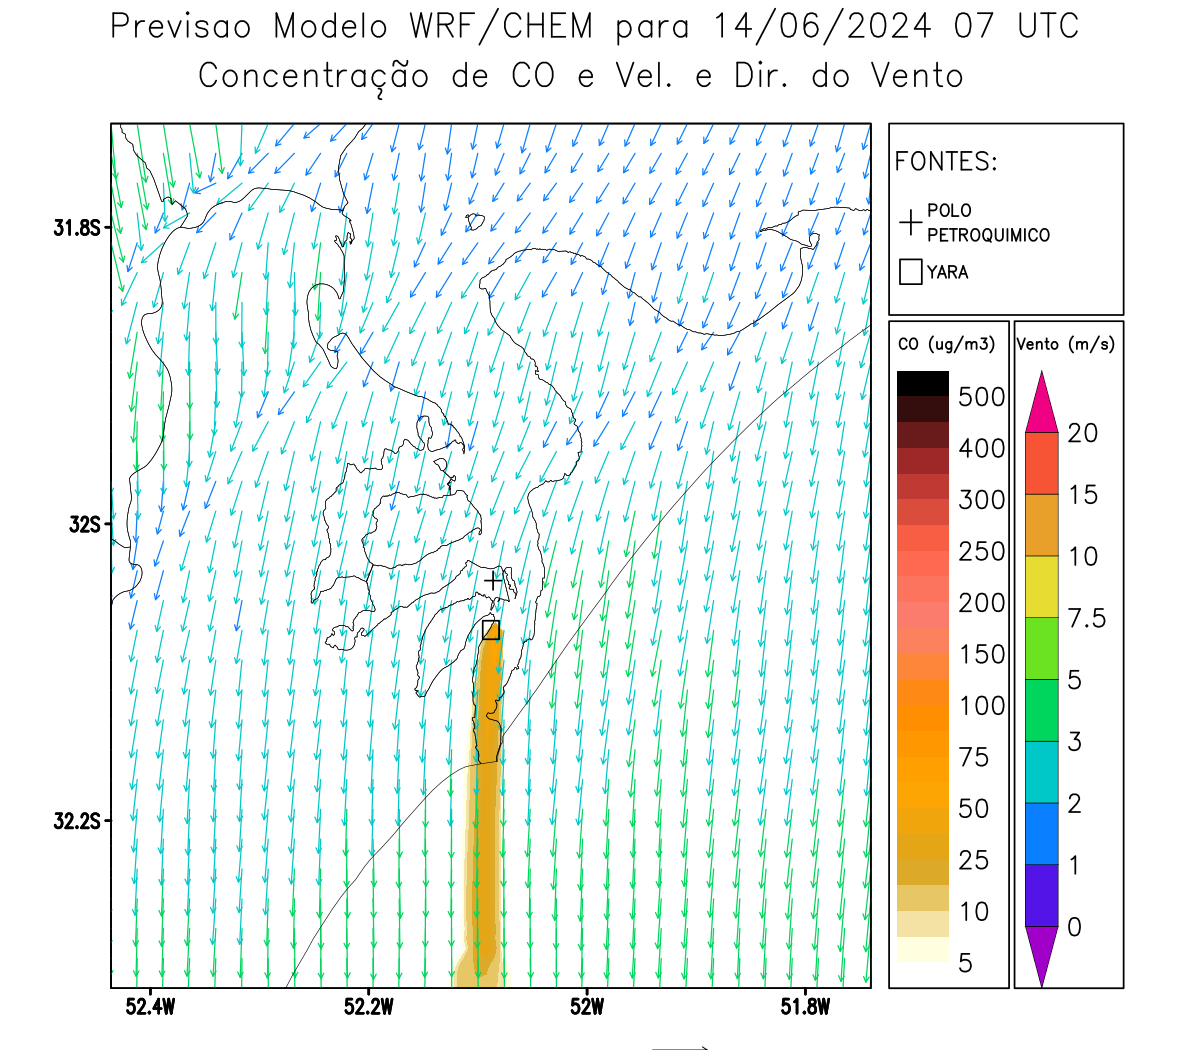 Previsao Modelo WRF/CHEM para 14/06/2024 07 UTC
Concentração de CO e Vel. e Dir. do Vento
FONTES:
POLO
PETROQUIMICO
YARA
31.8S
32S
32.2S
52.4W
52.2W
52W
51.8W
CO (ug/m3)
500
400
300
250
200
150
100
75
50
25
10
5
Vento (m/s)
20
15
10
7.5
5
3
2
1
0